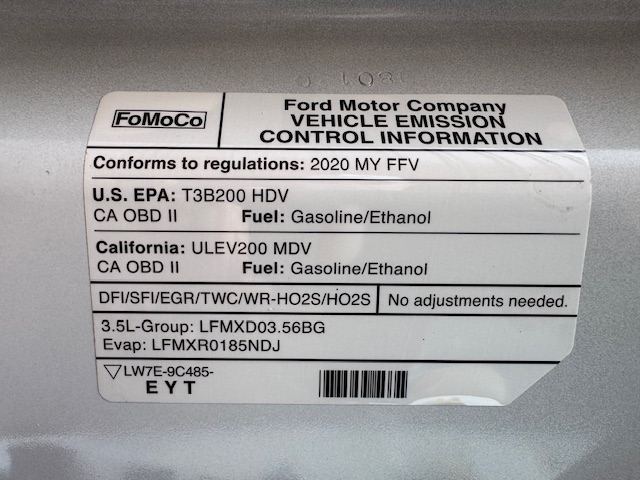 FoMoCo
Ford Motor Company
VEHICLE EMISSION
CONTROL INFORMATION
Conforms to regulations: 2020 MY FFV
U.S. EPA: T3B200 HDV
CA OBD II Fuel: Gasoline/Ethanol
California: ULEV200 MDV
CA OBD II Fuel: Gasoline/Ethanol
DFI/SFI/EGR/TWC/WR-HO2S/HO2S No adjustments needed.
3.5L-Group: LFMXD03.56BG
Evap: LFMXR0185NDJ
LW7E-9C485-
EYT